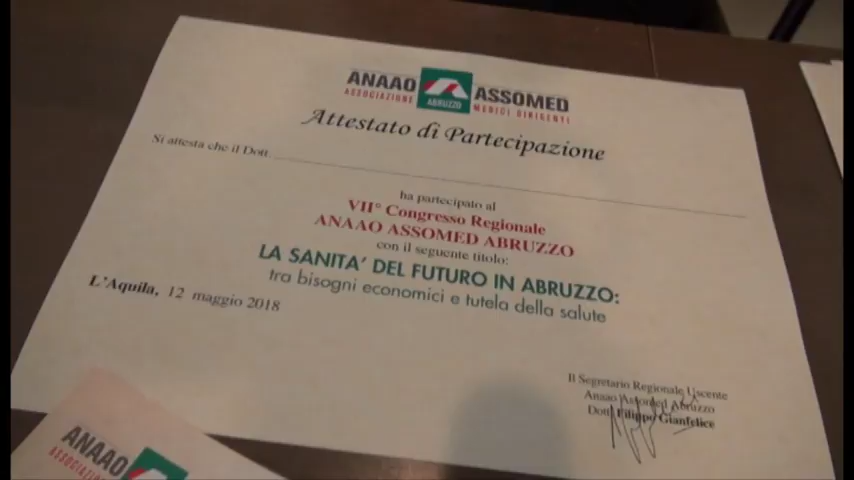 ANAAO ASSOMED
ASSOCIAZIONE ABRUZZO MEDICI DIRIGENTI
Attestato di Partecipazione
Si attesta che il Dott.
ha partecipato al
VII° Congresso Regionale
ANAAO ASSOMED ABRUZZO
con il seguente titolo:
LA SANITA' DEL FUTURO IN ABRUZZO:
tra bisogni economici e tutela della salute
L'Aquila, 12 maggio 2018
Il Segretario Regionale Uscente
Anaao Assomed Abruzzo
Dott. Filippo Gianfelice
ANAAO